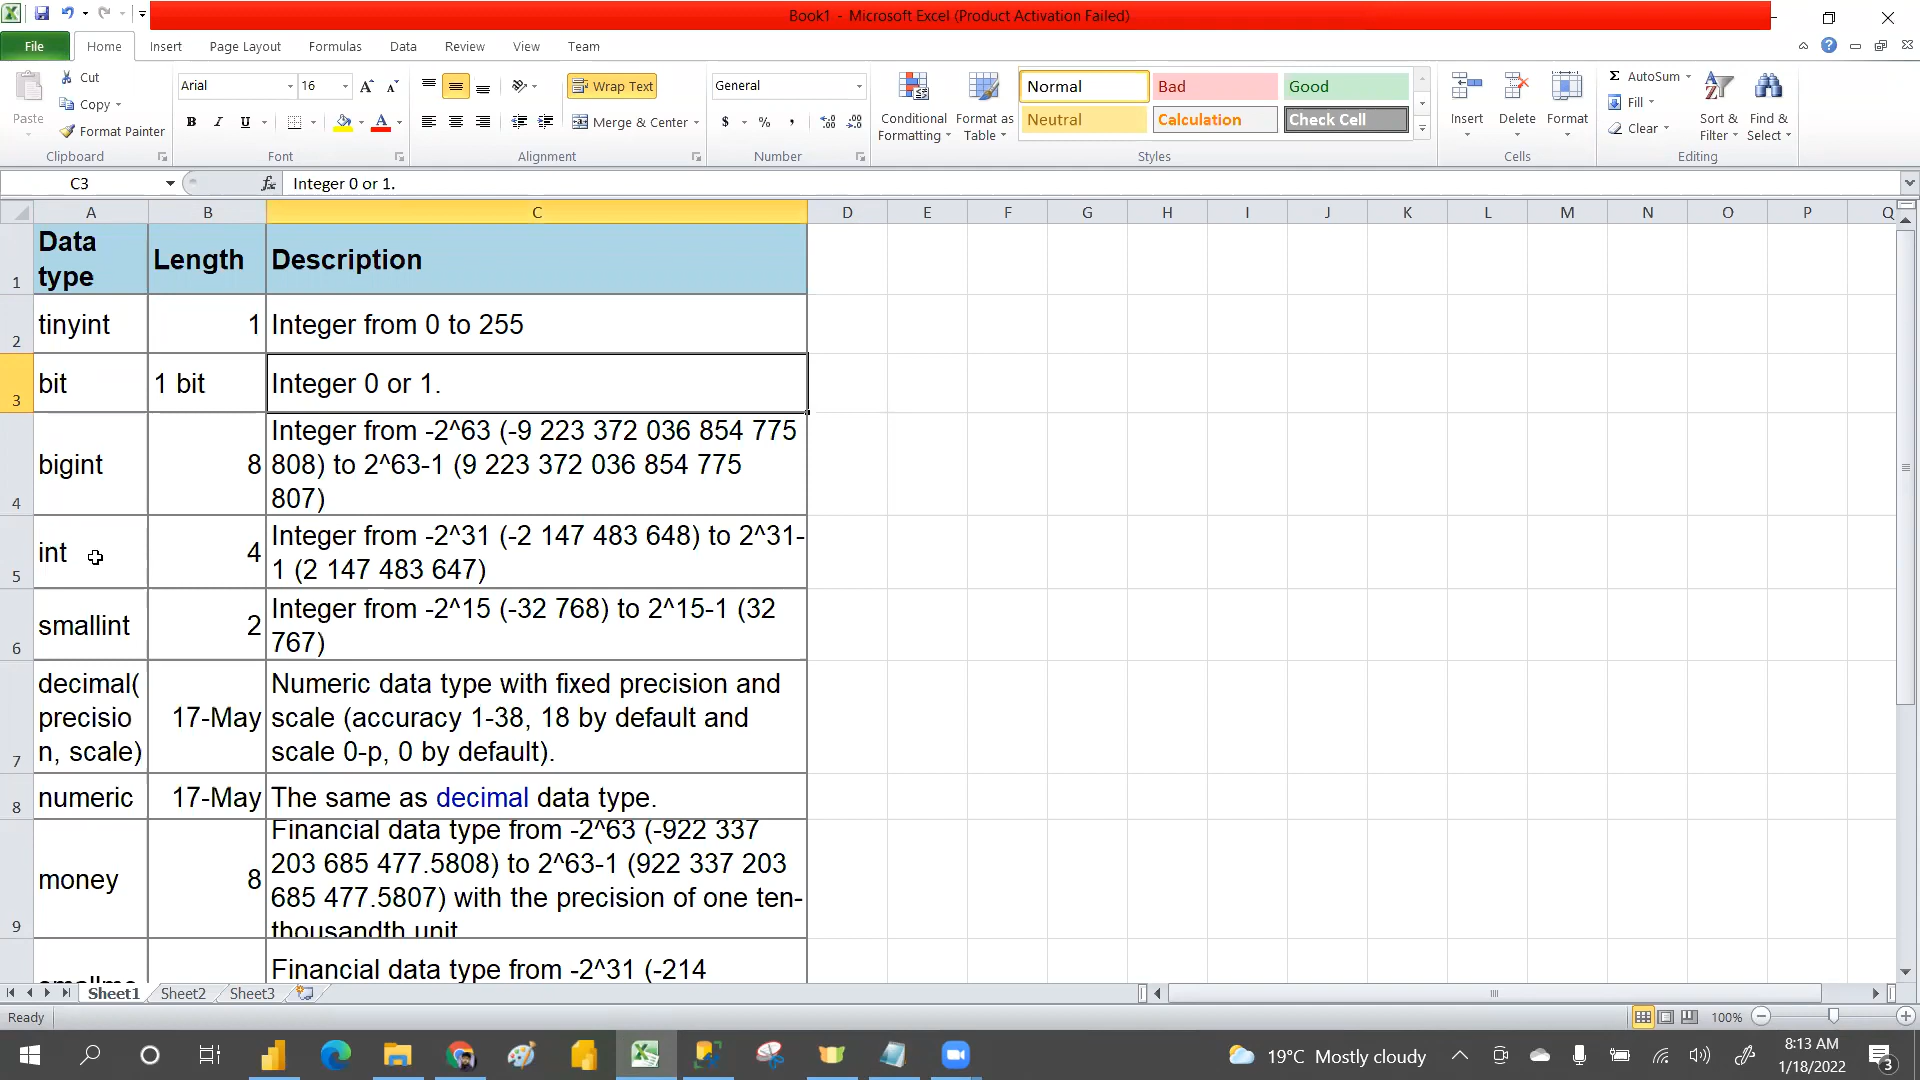 Book1 - Microsoft Excel (Product Activation Failed)
File Home Insert Page Layout Formulas Data Review View Team
Paste
Cut
Copy
Format Painter
Clipboard
Arial 16
B I U
Font
Wrap Text
Merge & Center
Alignment
General
$ % ,
Number
Conditional
Formatting
Format as
Table
Normal Bad Good
Neutral Calculation Check Cell
Styles
Insert Delete Format
Cells
Σ AutoSum
Fill
Clear
Sort &
Filter
Find &
Select
Editing
C3 fx Integer 0 or 1.
A B C D E F G H I J K L M N O P Q
1
Data
type
Length
Description
2
tinyint
1
Integer from 0 to 255
3
bit
1 bit
Integer 0 or 1.
4
bigint
8
Integer from -2^63 (-9 223 372 036 854 775
808) to 2^63-1 (9 223 372 036 854 775
807)
5
int
4
Integer from -2^31 (-2 147 483 648) to 2^31-
1 (2 147 483 647)
6
smallint
2
Integer from -2^15 (-32 768) to 2^15-1 (32
767)
7
decimal(
precisio
n, scale)
17-May
Numeric data type with fixed precision and
scale (accuracy 1-38, 18 by default and
scale 0-p, 0 by default).
8
numeric
17-May
The same as decimal data type.
9
money
8
Financial data type from -2^63 (-922 337
203 685 477.5808) to 2^63-1 (922 337 203
685 477.5807) with the precision of one ten-
thousandth unit
smallmo
Financial data type from -2^31 (-214
Sheet1 Sheet2 Sheet3
Ready
100%
19°C Mostly cloudy
8:13 AM
1/18/2022
3